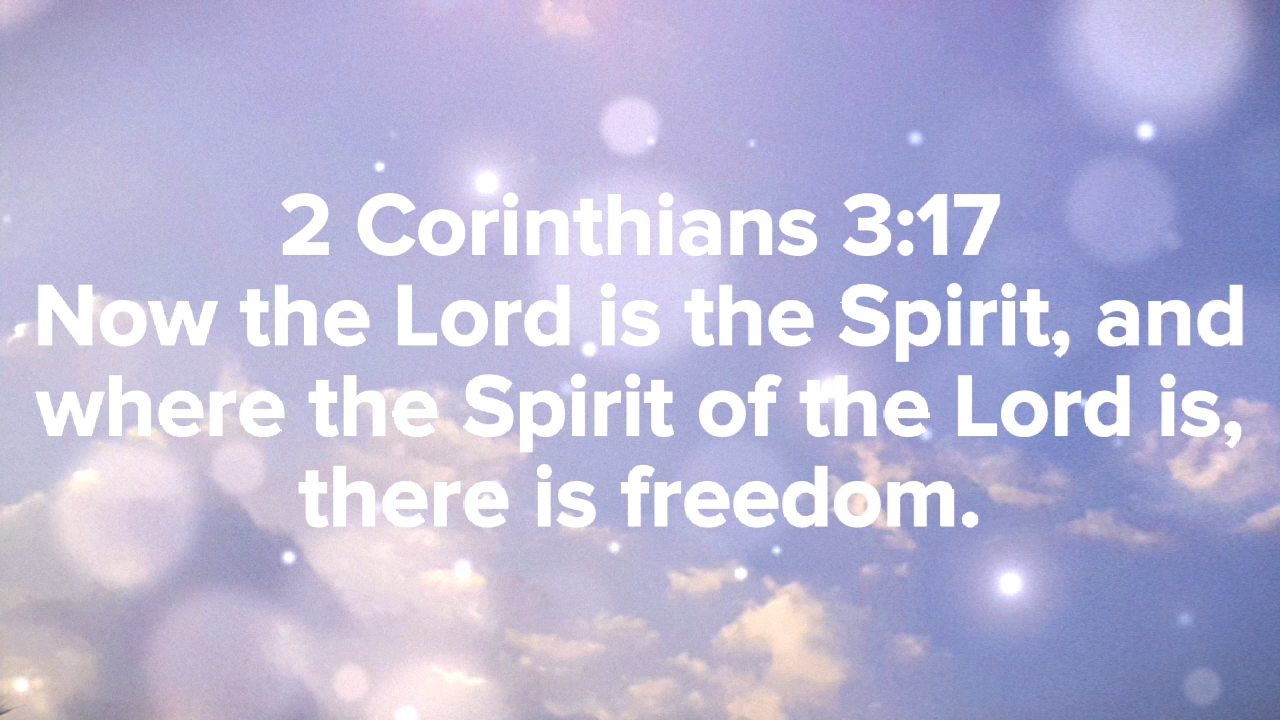 2 Corinthians 3:17
Now the Lord is the Spirit, and
where the Spirit of the Lord is,
there is freedom.